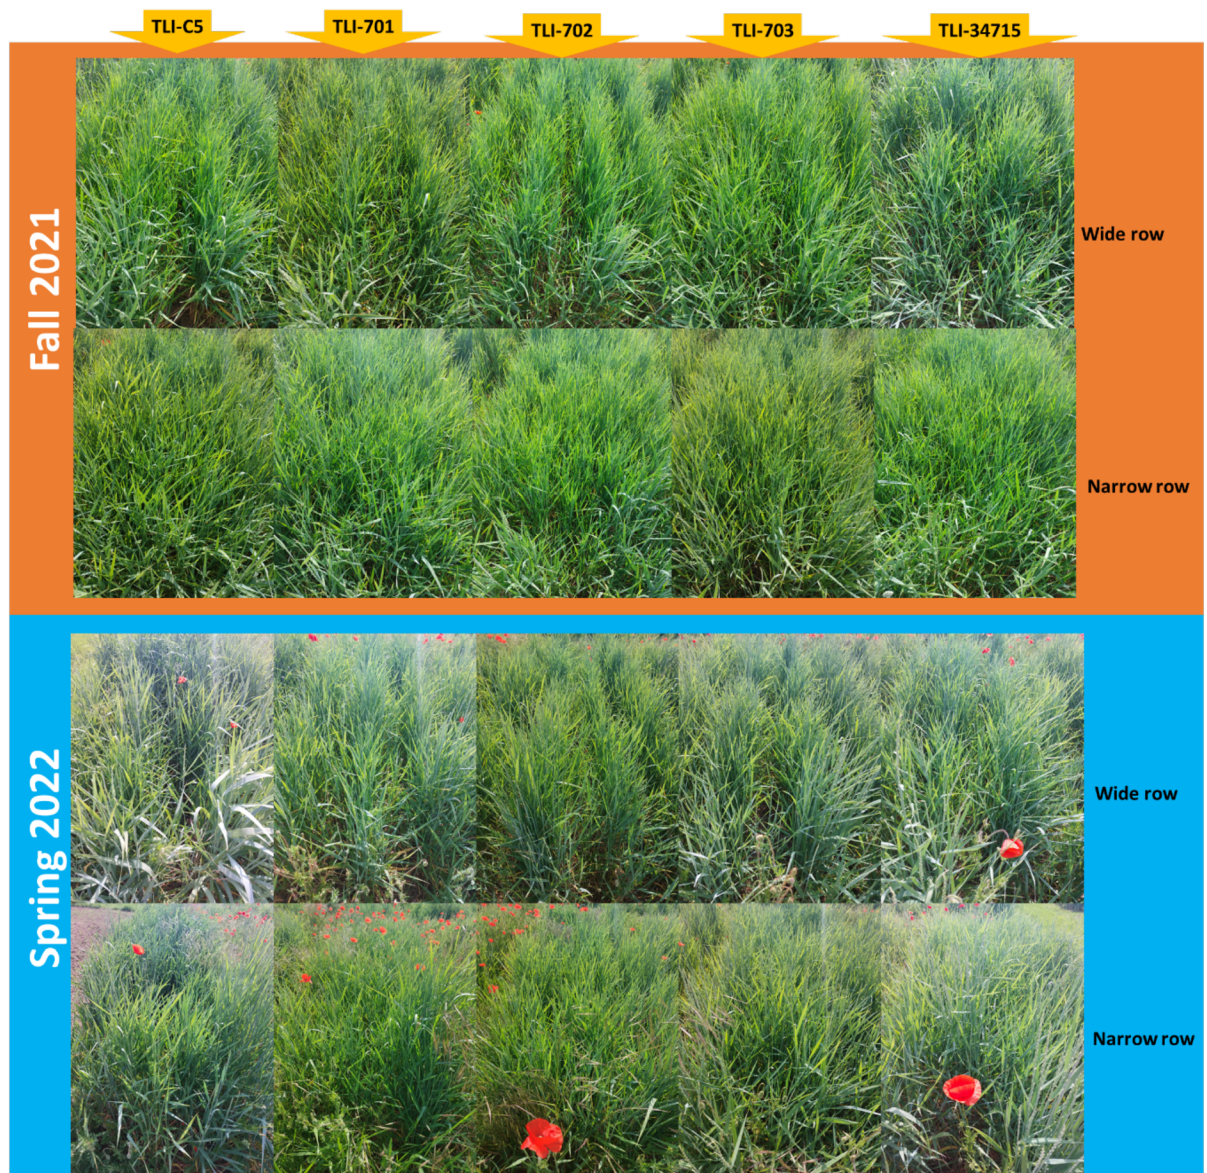 TLI-C5
TLI-701
TLI-702
TLI-703
TLI-34715
Fall 2021
Wide row
Narrow row
Spring 2022
Wide row
Narrow row